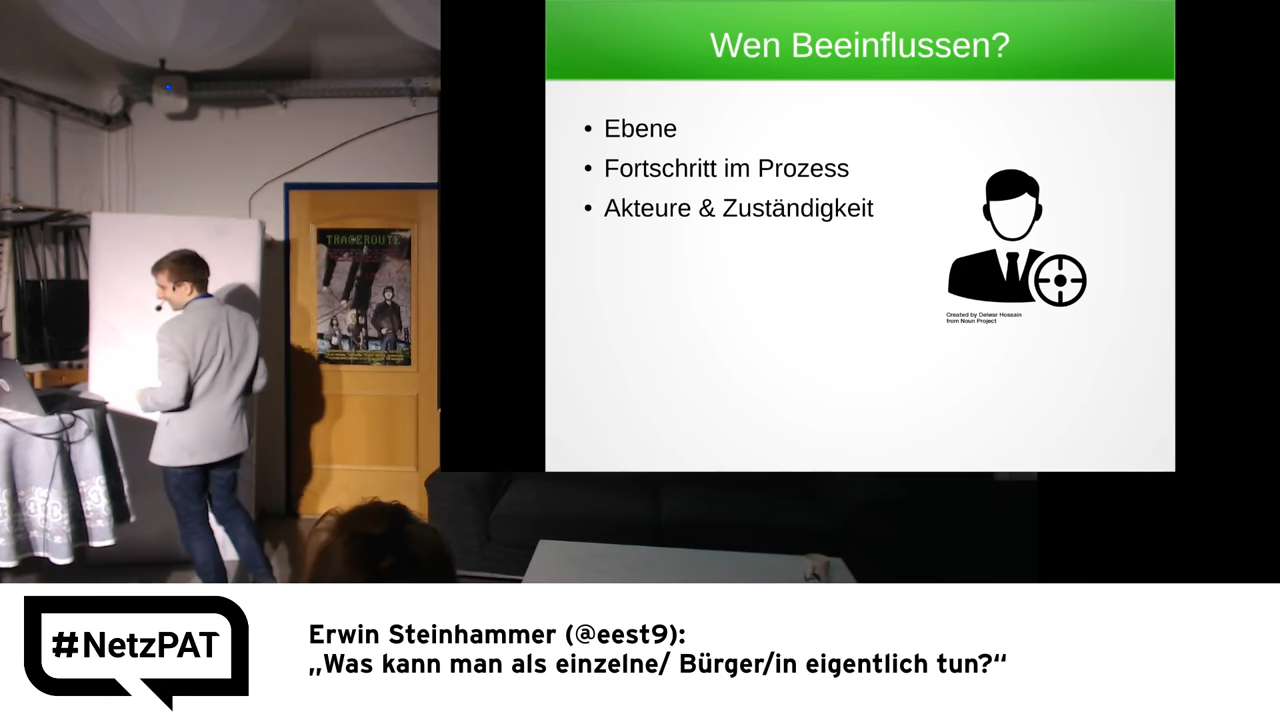 Wen Beeinflussen?
• Ebene
• Fortschritt im Prozess
• Akteure & Zuständigkeit
Created by Delwar Hossain
from Noun Project
TRACEROUTE
#NetzPAT
Erwin Steinhammer (@eest9):
„Was kann man als einzelne/ Bürger/in eigentlich tun?“